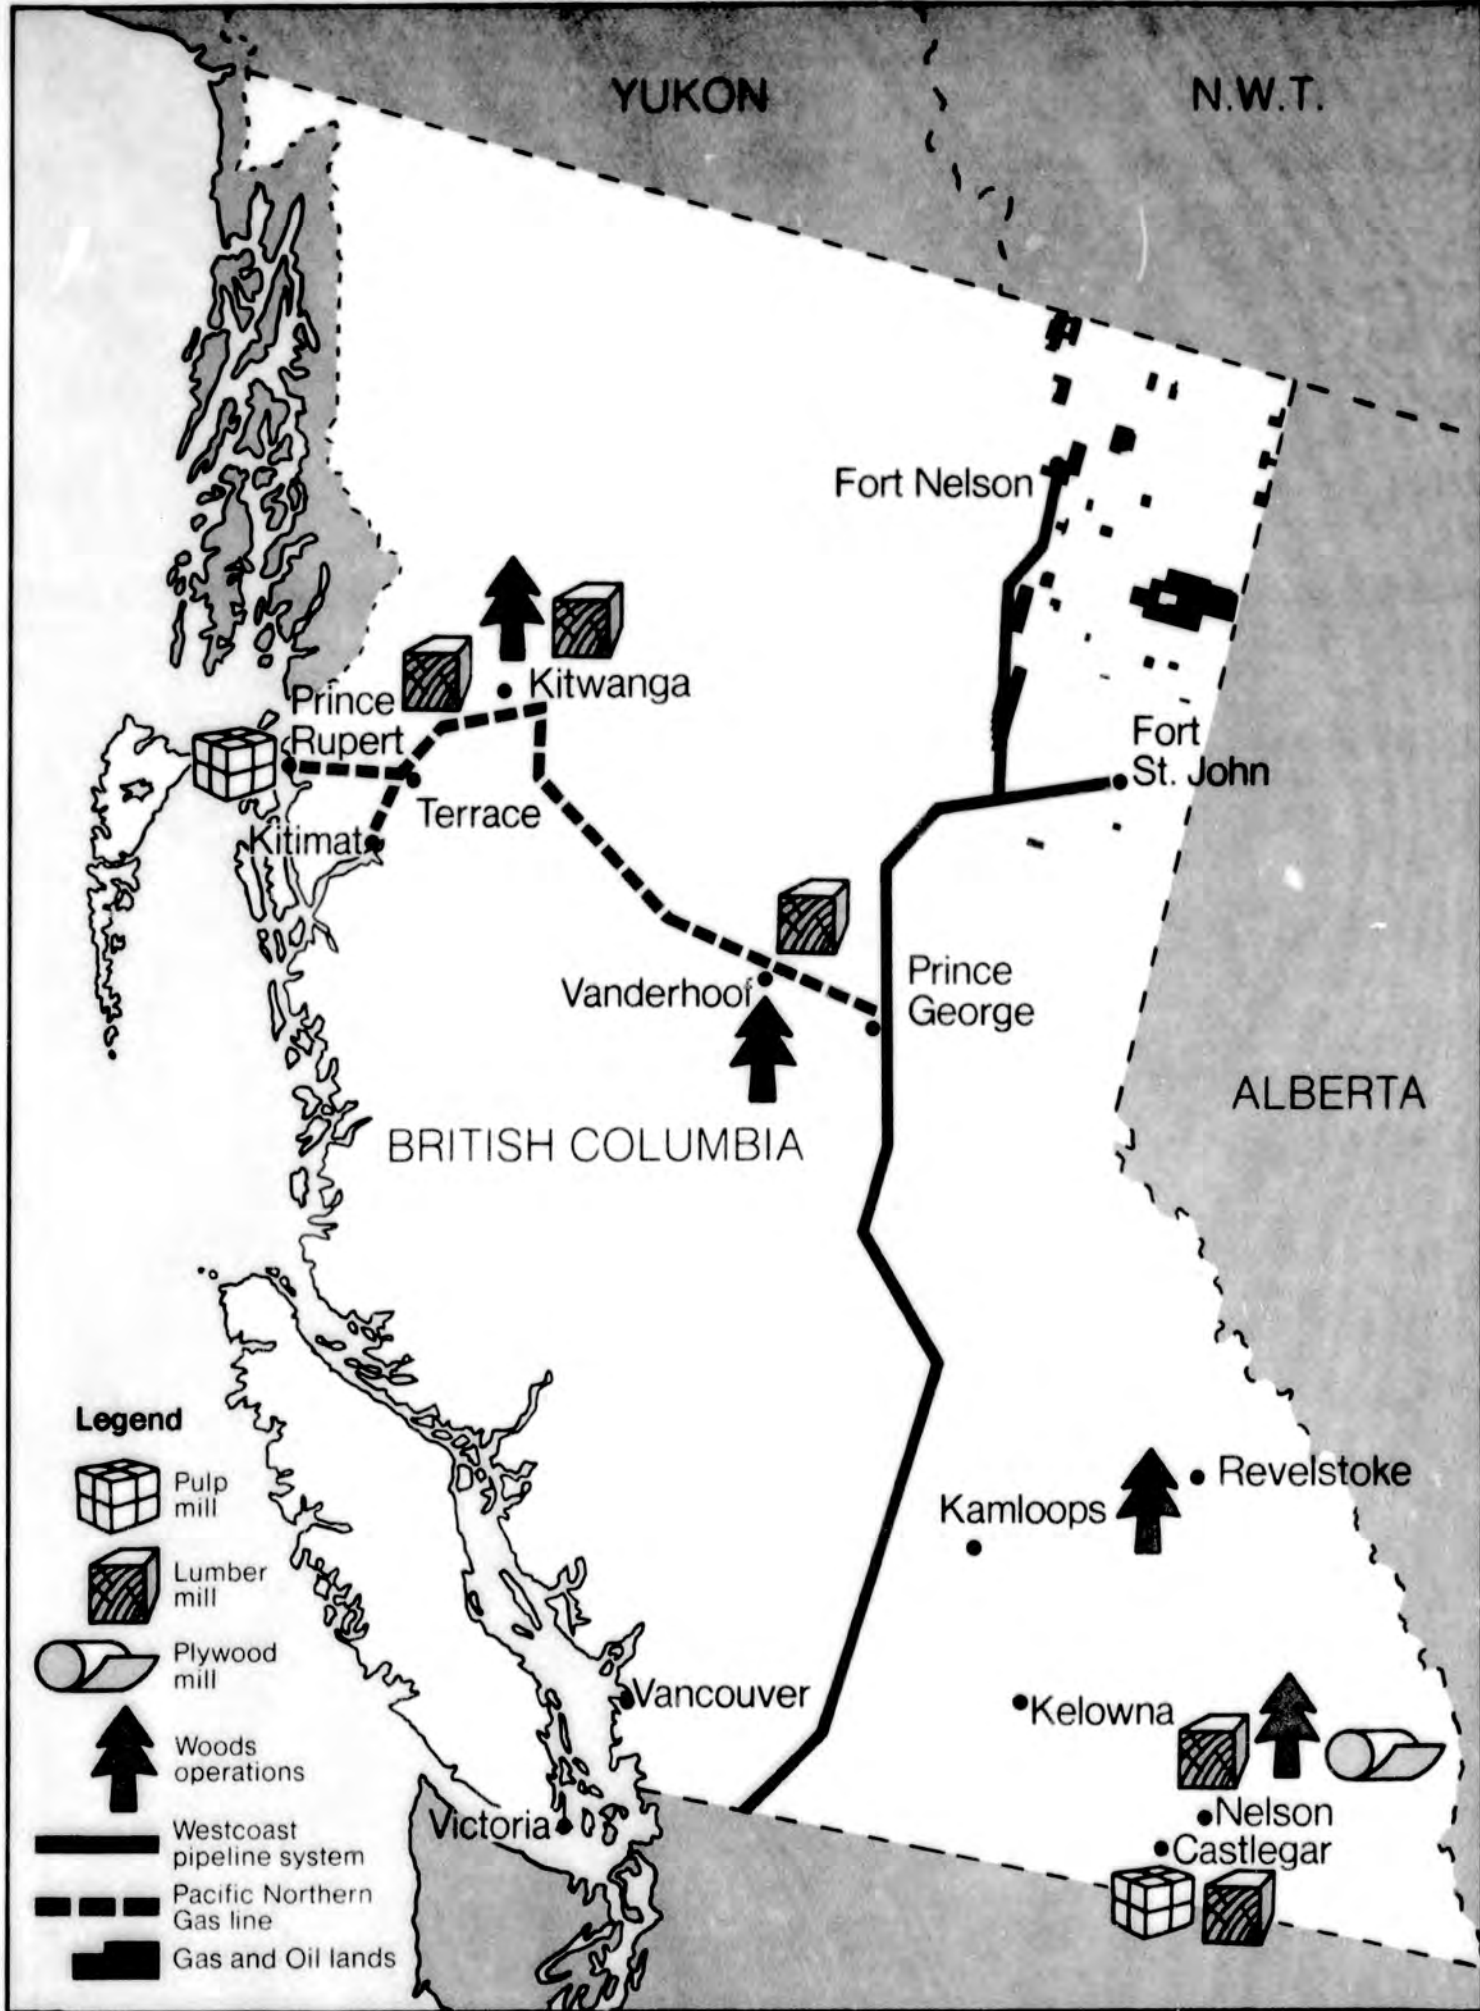 YUKON
N.W.T.
Fort Nelson
Kitwanga
Prince
Rupert
Fort
St. John
Terrace
Kitimat
Prince
George
Vanderhoof
ALBERTA
BRITISH COLUMBIA
Legend
Pulp
mill
Lumber
mill
Plywood
mill
Woods
operations
Westcoast
pipeline system
Pacific Northern
Gas line
Gas and Oil lands
Revelstoke
Kamloops
Vancouver
Kelowna
Nelson
Victoria
Castlegar